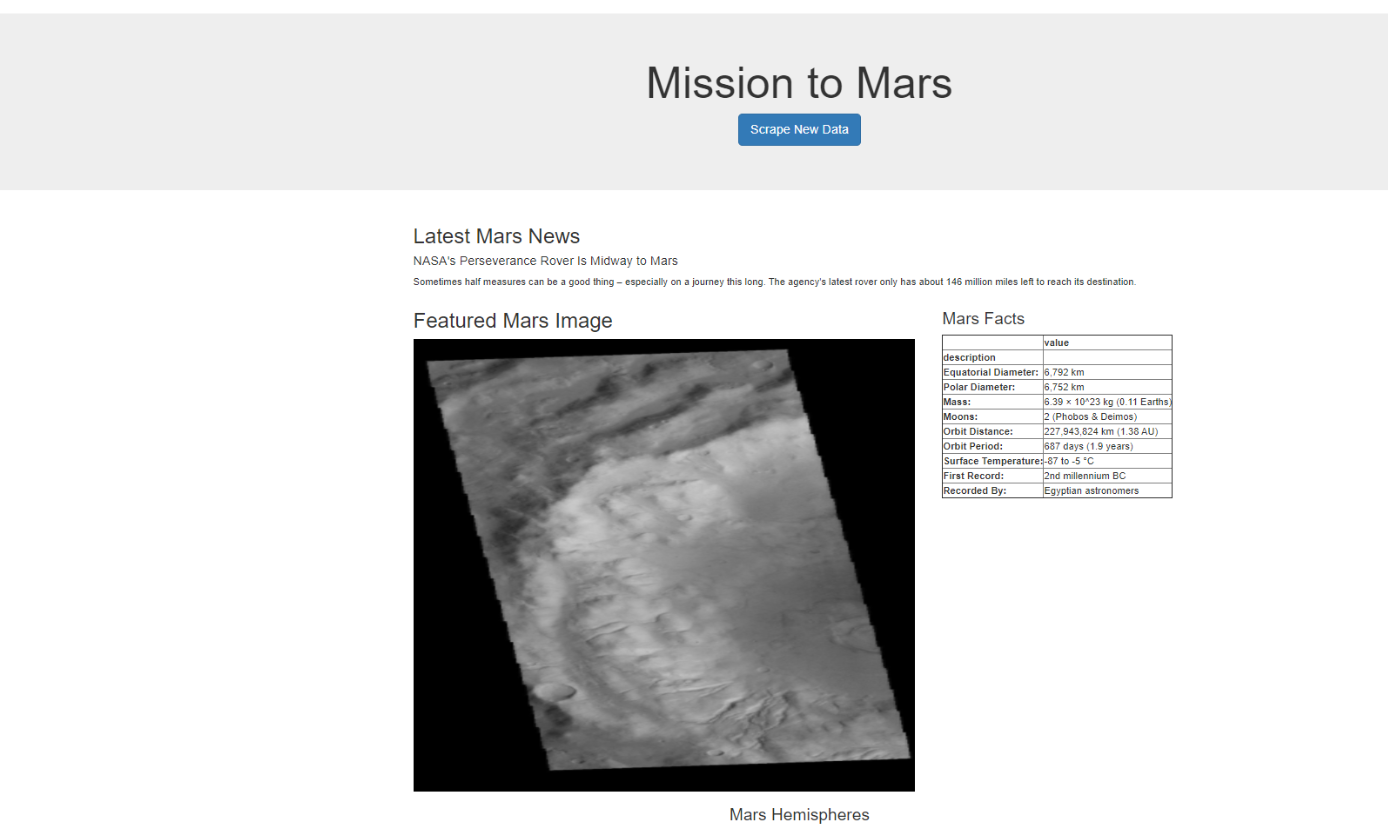 Mission to Mars
Scrape New Data
Latest Mars News
NASA's Perseverance Rover Is Midway to Mars
Sometimes half measures can be a good thing – especially on a journey this long. The agency's latest rover only has about 146 million miles left to reach its destination.
Featured Mars Image
Mars Facts
value
description
Equatorial Diameter: 6,792 km
Polar Diameter: 6,752 km
Mass: 6.39 × 10^23 kg (0.11 Earths)
Moons: 2 (Phobos & Deimos)
Orbit Distance: 227,943,824 km (1.38 AU)
Orbit Period: 687 days (1.9 years)
Surface Temperature: -87 to -5 °C
First Record: 2nd millennium BC
Recorded By: Egyptian astronomers
Mars Hemispheres